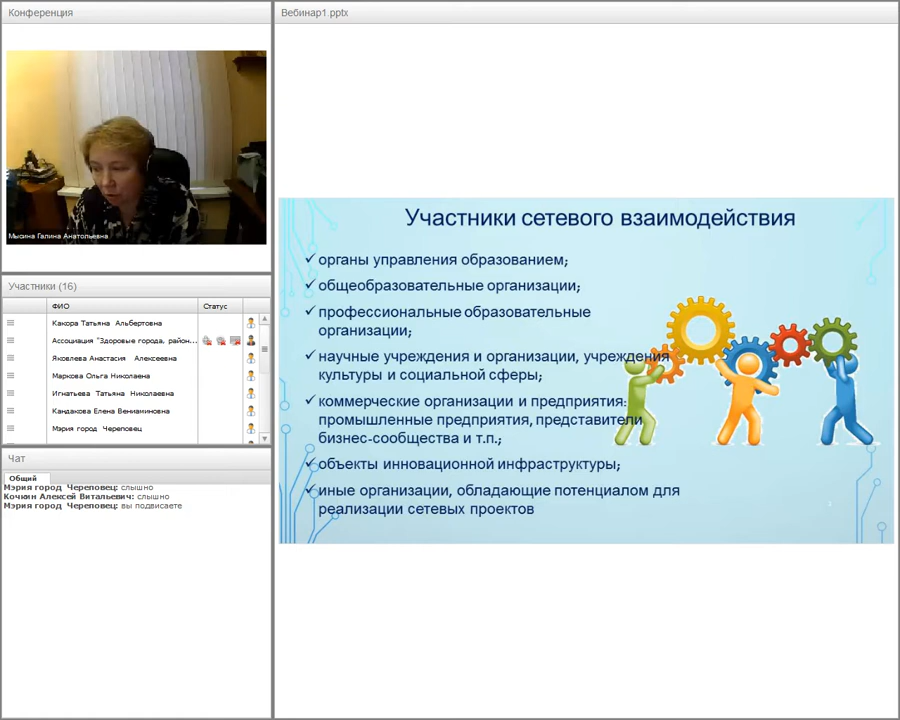 Конференция
Мысина Галина Анатольевна
Участники (16)
ФИО Статус
Какора Татьяна Альбертовна
Ассоциация "Здоровые города, район...
Яковлева Анастасия Алексеевна
Маркова Ольга Николаевна
Игнатьева Татьяна Николаевна
Кандакова Елена Вениаминовна
Мэрия город Череповец
Чат
Общий
Мэрия город Череповец: слышно
Кочкин Алексей Витальевич: слышно
Мэрия город Череповец: вы подвисаете
Вебинар1.pptx
Участники сетевого взаимодействия
✓органы управления образованием;
✓общеобразовательные организации;
✓профессиональные образовательные
организации;
✓научные учреждения и организации, учреждения
культуры и социальной сферы;
✓коммерческие организации и предприятия:
промышленные предприятия, представители
бизнес-сообщества и т.п.;
✓объекты инновационной инфраструктуры;
✓иные организации, обладающие потенциалом для
реализации сетевых проектов